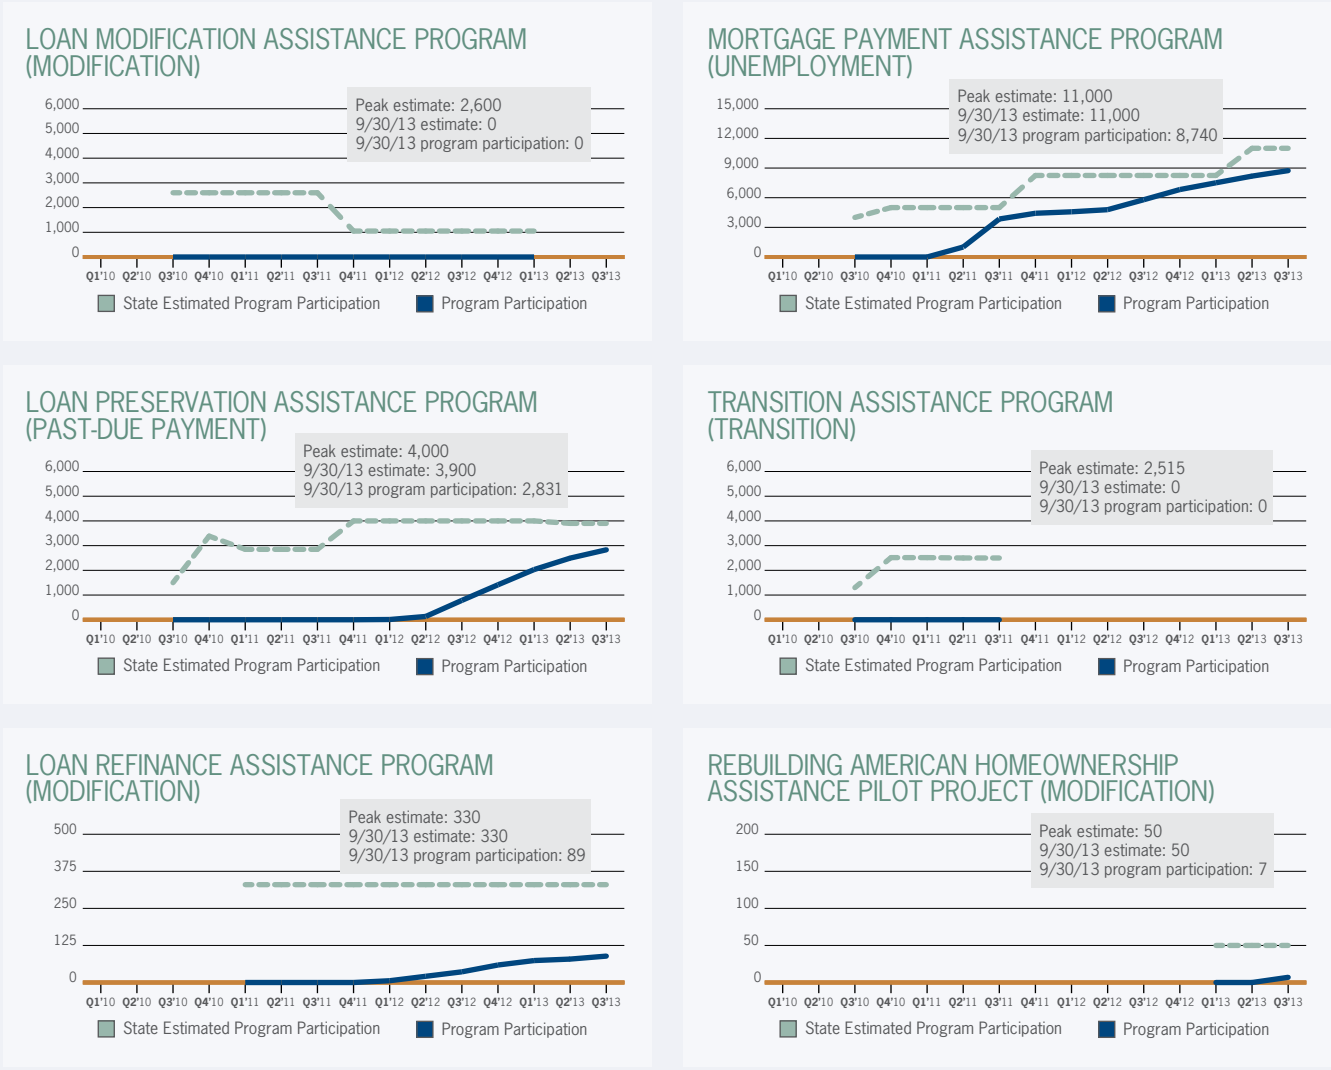 LOAN MODIFICATION ASSISTANCE PROGRAM
(MODIFICATION)
Peak estimate: 2,600
9/30/13 estimate: 0
9/30/13 program participation: 0
6,000
5,000
4,000
3,000
2,000
1,000
0
Q1'10 Q2'10 Q3'10 Q4'10 Q1'11 Q2'11 Q3'11 Q4'11 Q1'12 Q2'12 Q3'12 Q4'12 Q1'13 Q2'13 Q3'13
State Estimated Program Participation Program Participation
MORTGAGE PAYMENT ASSISTANCE PROGRAM
(UNEMPLOYMENT)
Peak estimate: 11,000
9/30/13 estimate: 11,000
9/30/13 program participation: 8,740
15,000
12,000
9,000
6,000
3,000
0
Q1'10 Q2'10 Q3'10 Q4'10 Q1'11 Q2'11 Q3'11 Q4'11 Q1'12 Q2'12 Q3'12 Q4'12 Q1'13 Q2'13 Q3'13
State Estimated Program Participation Program Participation
LOAN PRESERVATION ASSISTANCE PROGRAM
(PAST-DUE PAYMENT)
Peak estimate: 4,000
9/30/13 estimate: 3,900
9/30/13 program participation: 2,831
6,000
5,000
4,000
3,000
2,000
1,000
0
Q1'10 Q2'10 Q3'10 Q4'10 Q1'11 Q2'11 Q3'11 Q4'11 Q1'12 Q2'12 Q3'12 Q4'12 Q1'13 Q2'13 Q3'13
State Estimated Program Participation Program Participation
TRANSITION ASSISTANCE PROGRAM
(TRANSITION)
Peak estimate: 2,515
9/30/13 estimate: 0
9/30/13 program participation: 0
6,000
5,000
4,000
3,000
2,000
1,000
0
Q1'10 Q2'10 Q3'10 Q4'10 Q1'11 Q2'11 Q3'11 Q4'11 Q1'12 Q2'12 Q3'12 Q4'12 Q1'13 Q2'13 Q3'13
State Estimated Program Participation Program Participation
LOAN REFINANCE ASSISTANCE PROGRAM
(MODIFICATION)
Peak estimate: 330
9/30/13 estimate: 330
9/30/13 program participation: 89
500
375
250
125
0
Q1'10 Q2'10 Q3'10 Q4'10 Q1'11 Q2'11 Q3'11 Q4'11 Q1'12 Q2'12 Q3'12 Q4'12 Q1'13 Q2'13 Q3'13
State Estimated Program Participation Program Participation
REBUILDING AMERICAN HOMEOWNERSHIP
ASSISTANCE PILOT PROJECT (MODIFICATION)
Peak estimate: 50
9/30/13 estimate: 50
9/30/13 program participation: 7
200
150
100
50
0
Q1'10 Q2'10 Q3'10 Q4'10 Q1'11 Q2'11 Q3'11 Q4'11 Q1'12 Q2'12 Q3'12 Q4'12 Q1'13 Q2'13 Q3'13
State Estimated Program Participation Program Participation